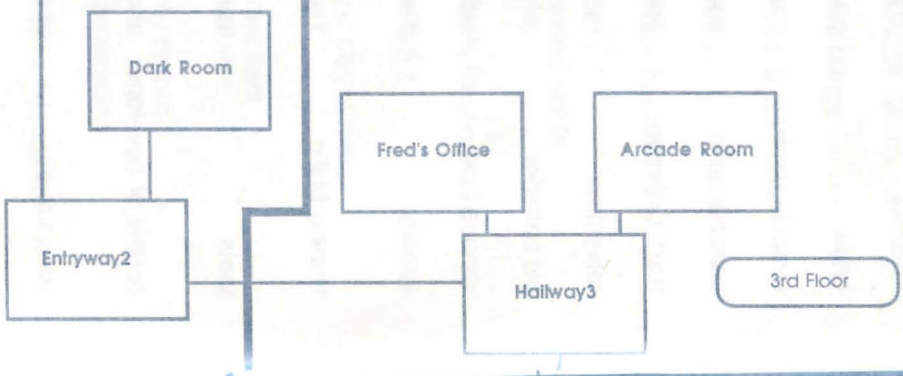 Dark Room
Fred's Office
Arcade Room
Entryway2
Hallway3
3rd Floor